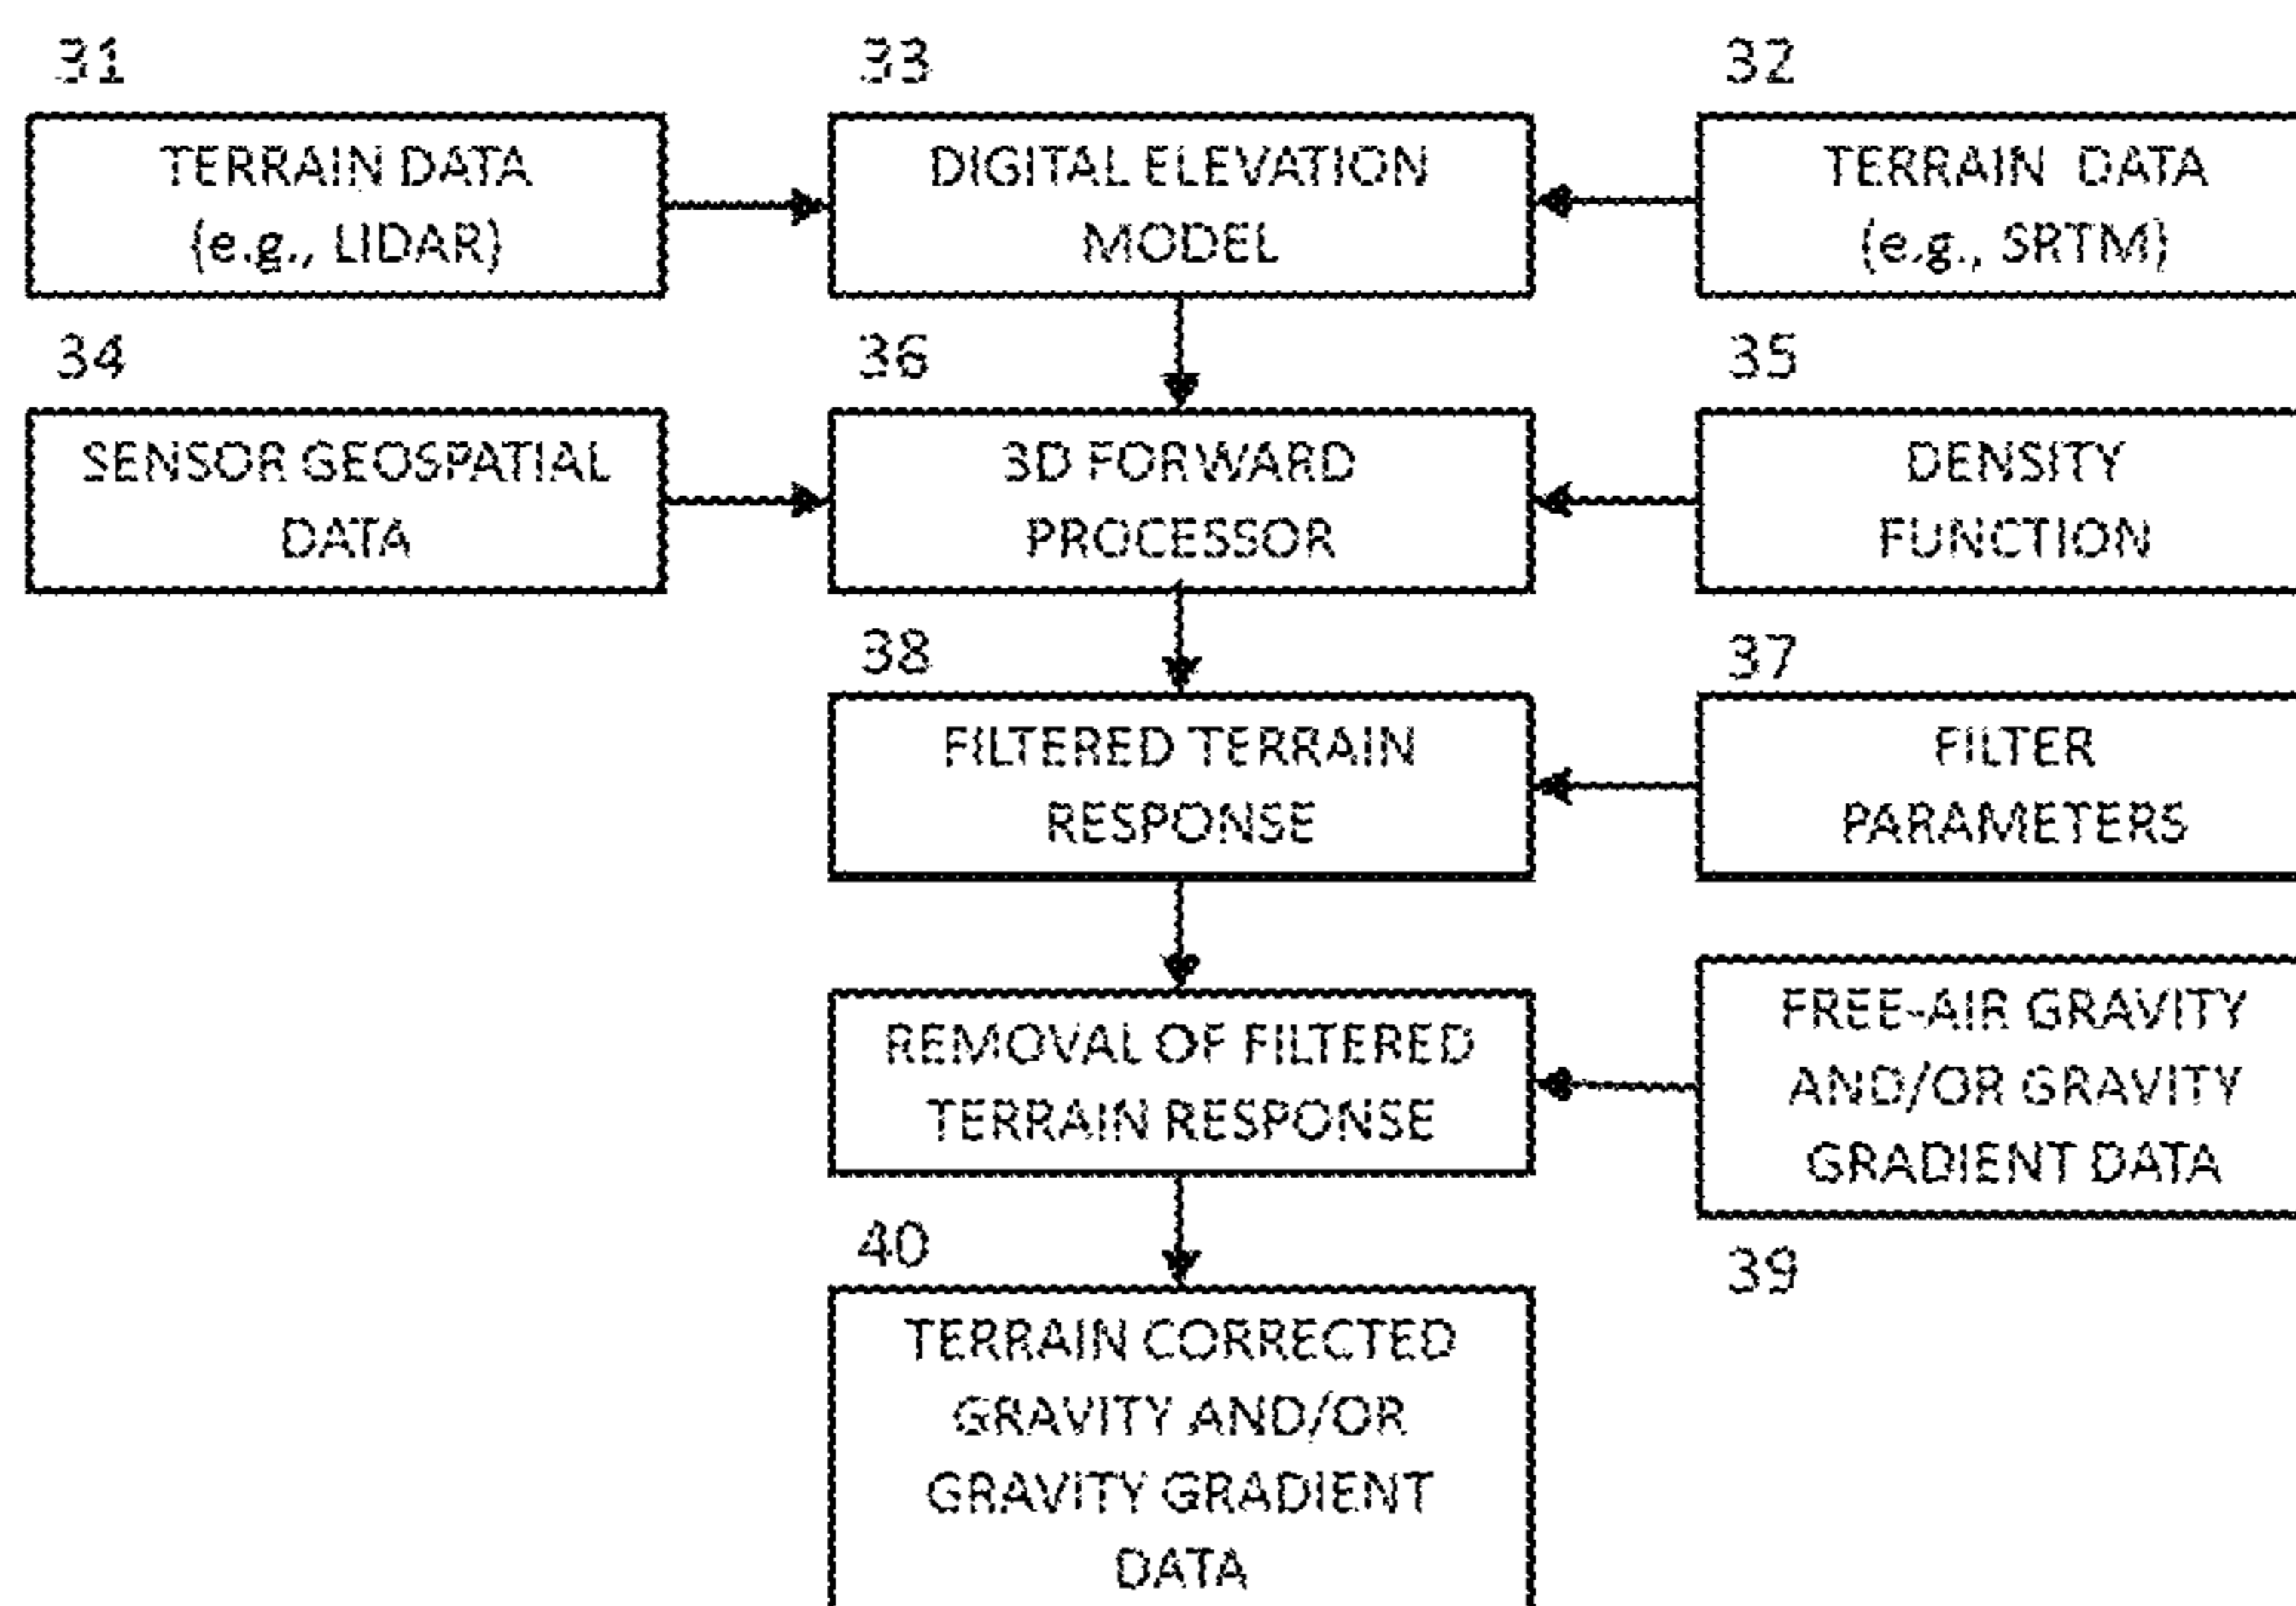 31
33
32
TERRAIN DATA
(e.g., LIDAR)
DIGITAL ELEVATION
MODEL
TERRAIN DATA
(e.g., SRTM)
34
36
35
SENSOR GEOSPATIAL
DATA
3D FORWARD
PROCESSOR
DENSITY
FUNCTION
38
37
FILTERED TERRAIN
RESPONSE
FILTER
PARAMETERS
REMOVAL OF FILTERED
TERRAIN RESPONSE
FREE-AIR GRAVITY
AND/OR GRAVITY
GRADIENT DATA
40
39
TERRAIN CORRECTED
GRAVITY AND/OR
GRAVITY GRADIENT
DATA